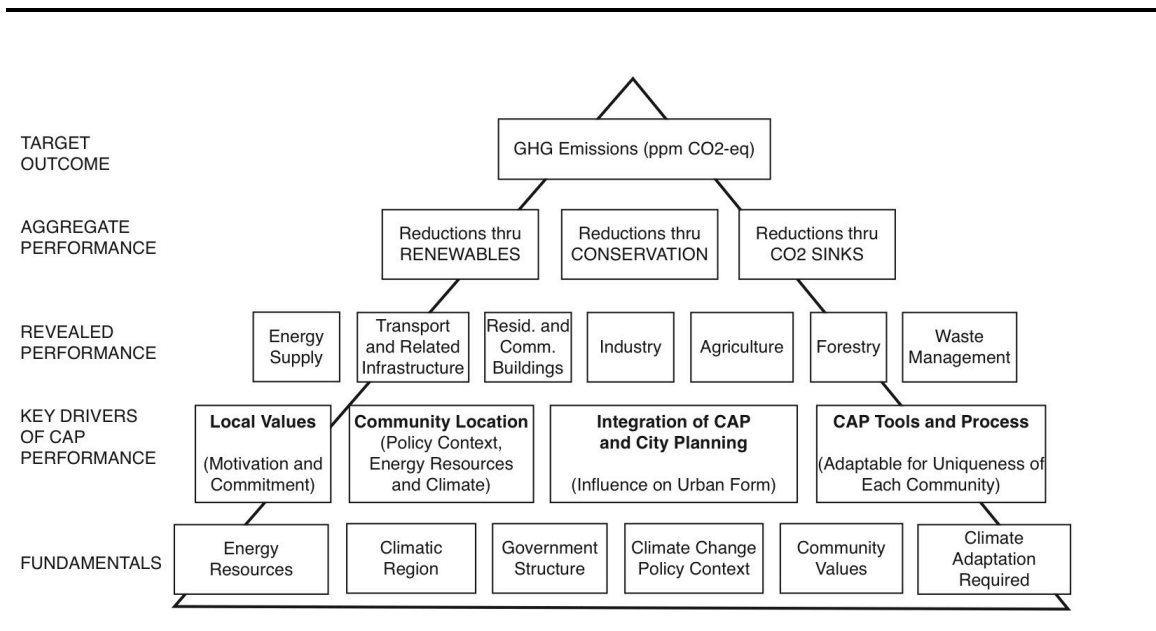 TARGET
OUTCOME
GHG Emissions (ppm CO2-eq)
AGGREGATE
PERFORMANCE
Reductions thru
RENEWABLES
Reductions thru
CONSERVATION
Reductions thru
CO2 SINKS
REVEALED
PERFORMANCE
Energy
Supply
Transport
and Related
Infrastructure
Resid. and
Comm.
Buildings
Industry
Agriculture
Forestry
Waste
Management
KEY DRIVERS
OF CAP
PERFORMANCE
Local Values
(Motivation and
Commitment)
Community Location
(Policy Context,
Energy Resources
and Climate)
Integration of CAP
and City Planning
(Influence on Urban Form)
CAP Tools and Process
(Adaptable for Uniqueness of
Each Community)
FUNDAMENTALS
Energy
Resources
Climatic
Region
Government
Structure
Climate Change
Policy Context
Community
Values
Climate
Adaptation
Required